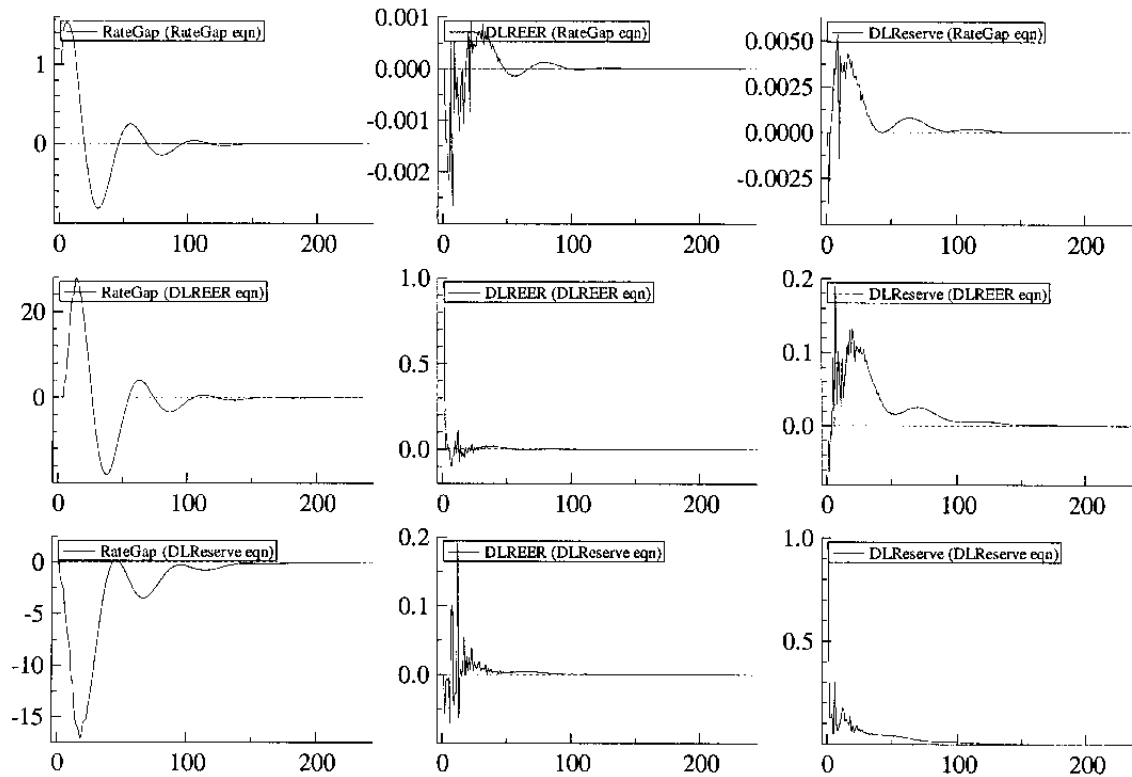 RateGap (RateGap eqn)
1
0
0 100 200
DLREER (RateGap eqn)
0.001
0.000
-0.001
-0.002
0 100 200
DLReserve (RateGap eqn)
0.0050
0.0025
0.0000
-0.0025
0 100 200
RateGap (DLREER eqn)
20
0
0 100 200
DLREER (DLREER eqn)
1.0
0.5
0.0
0 100 200
DLReserve (DLREER eqn)
0.2
0.1
0.0
0 100 200
RateGap (DLReserve eqn)
0
-5
-10
-15
0 100 200
DLREER (DLReserve eqn)
0.2
0.1
0.0
0 100 200
DLReserve (DLReserve eqn)
1.0
0.5
0 100 200